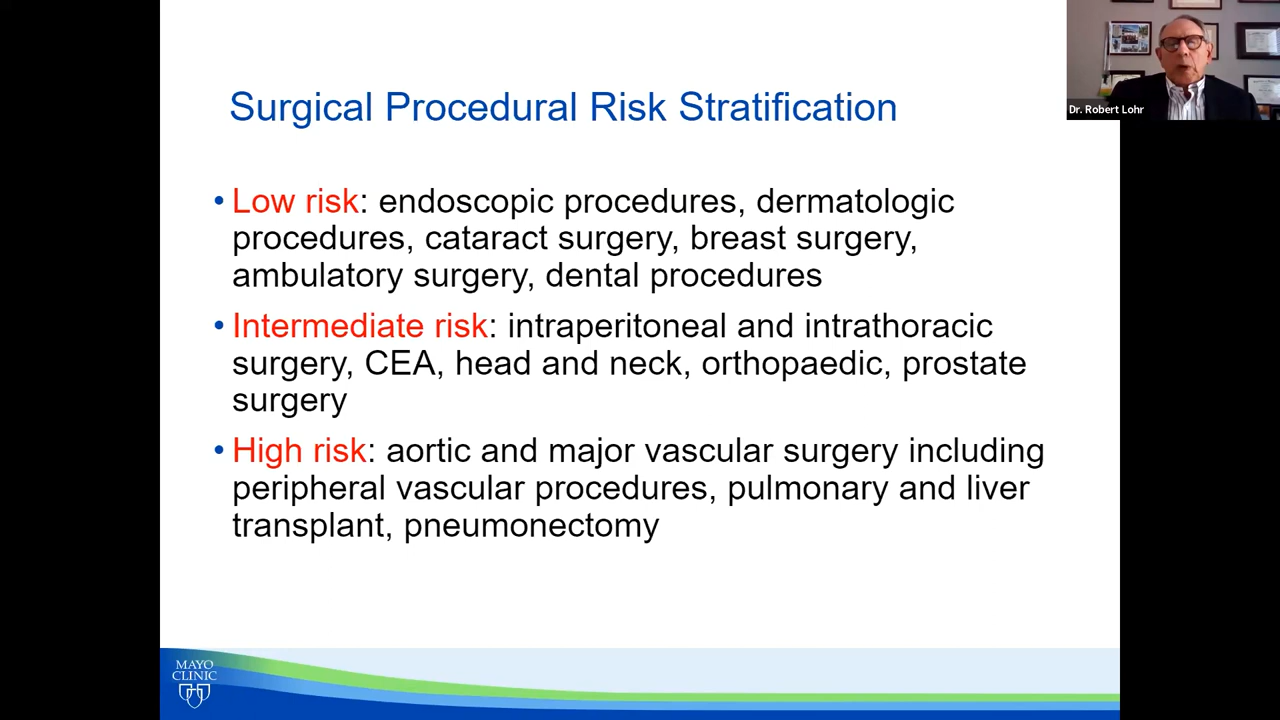 Dr. Robert Lohr
Surgical Procedural Risk Stratification
• Low risk: endoscopic procedures, dermatologic
procedures, cataract surgery, breast surgery,
ambulatory surgery, dental procedures
• Intermediate risk: intraperitoneal and intrathoracic
surgery, CEA, head and neck, orthopaedic, prostate
surgery
• High risk: aortic and major vascular surgery including
peripheral vascular procedures, pulmonary and liver
transplant, pneumonectomy
MAYO
CLINIC